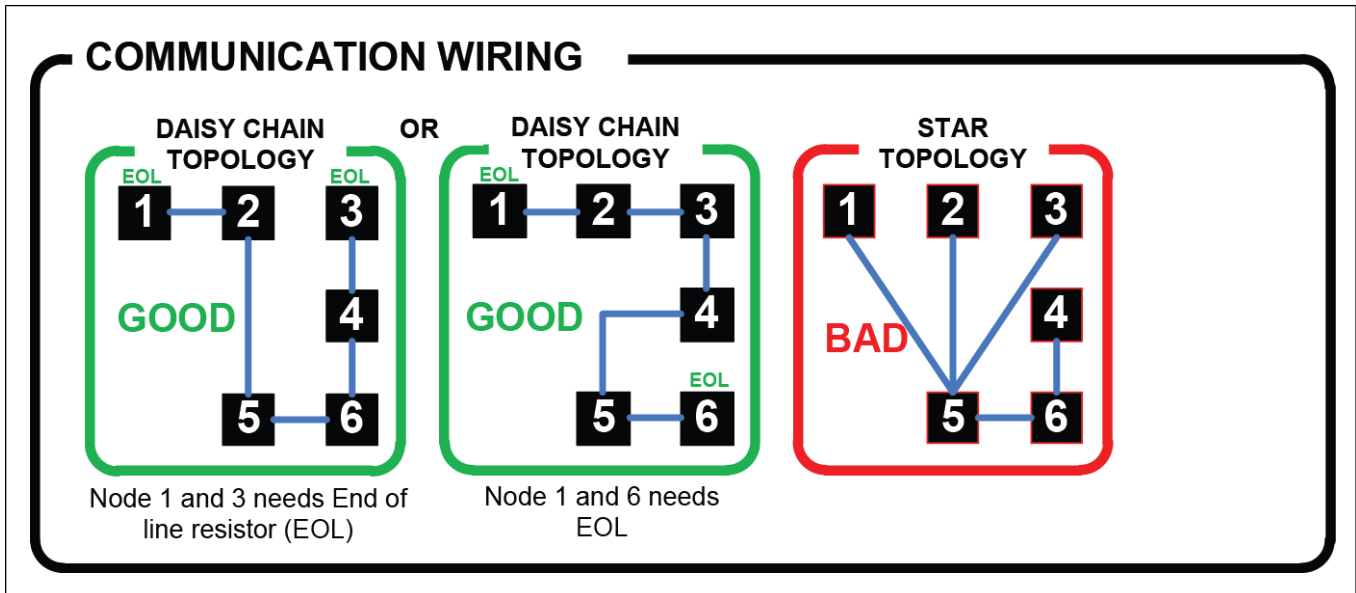 COMMUNICATION WIRING
DAISY CHAIN
TOPOLOGY
OR
DAISY CHAIN
TOPOLOGY
STAR
TOPOLOGY
EOL
EOL
1
2
3
GOOD
4
5
6
Node 1 and 3 needs End of
line resistor (EOL)
EOL
1
2
3
GOOD
4
EOL
5
6
Node 1 and 6 needs
EOL
1
2
3
BAD
4
5
6